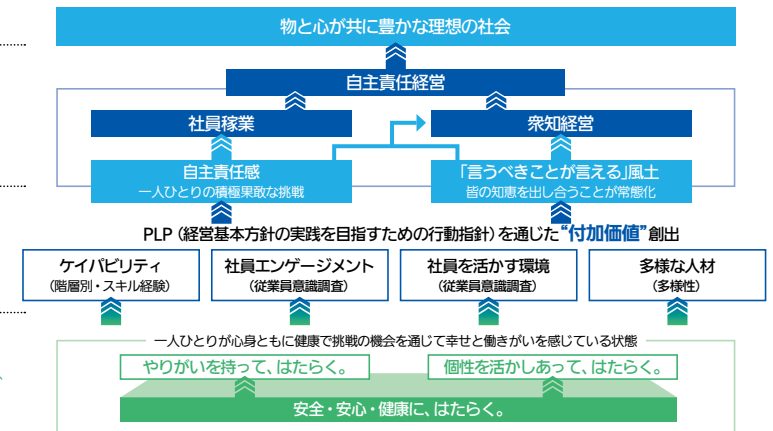 物と心が共に豊かな理想の社会
自主責任経営
社員稼業
衆知経営
自主責任感
一人ひとりの積極果敢な挑戦
「言うべきことが言える」風土
皆の知恵を出し合うことが常態化
PLP（経営基本方針の実践を目指すための行動指針）を通じた“付加価値”創出
ケイパビリティ
（階層別・スキル経験）
社員エンゲージメント
（従業員意識調査）
社員を活かす環境
（従業員意識調査）
多様な人材
（多様性）
一人ひとりが心身ともに健康で挑戦の機会を通じて幸せと働きがいを感じている状態
やりがいを持って、はたらく。
個性を活かしあって、はたらく。
安全・安心・健康に、はたらく。